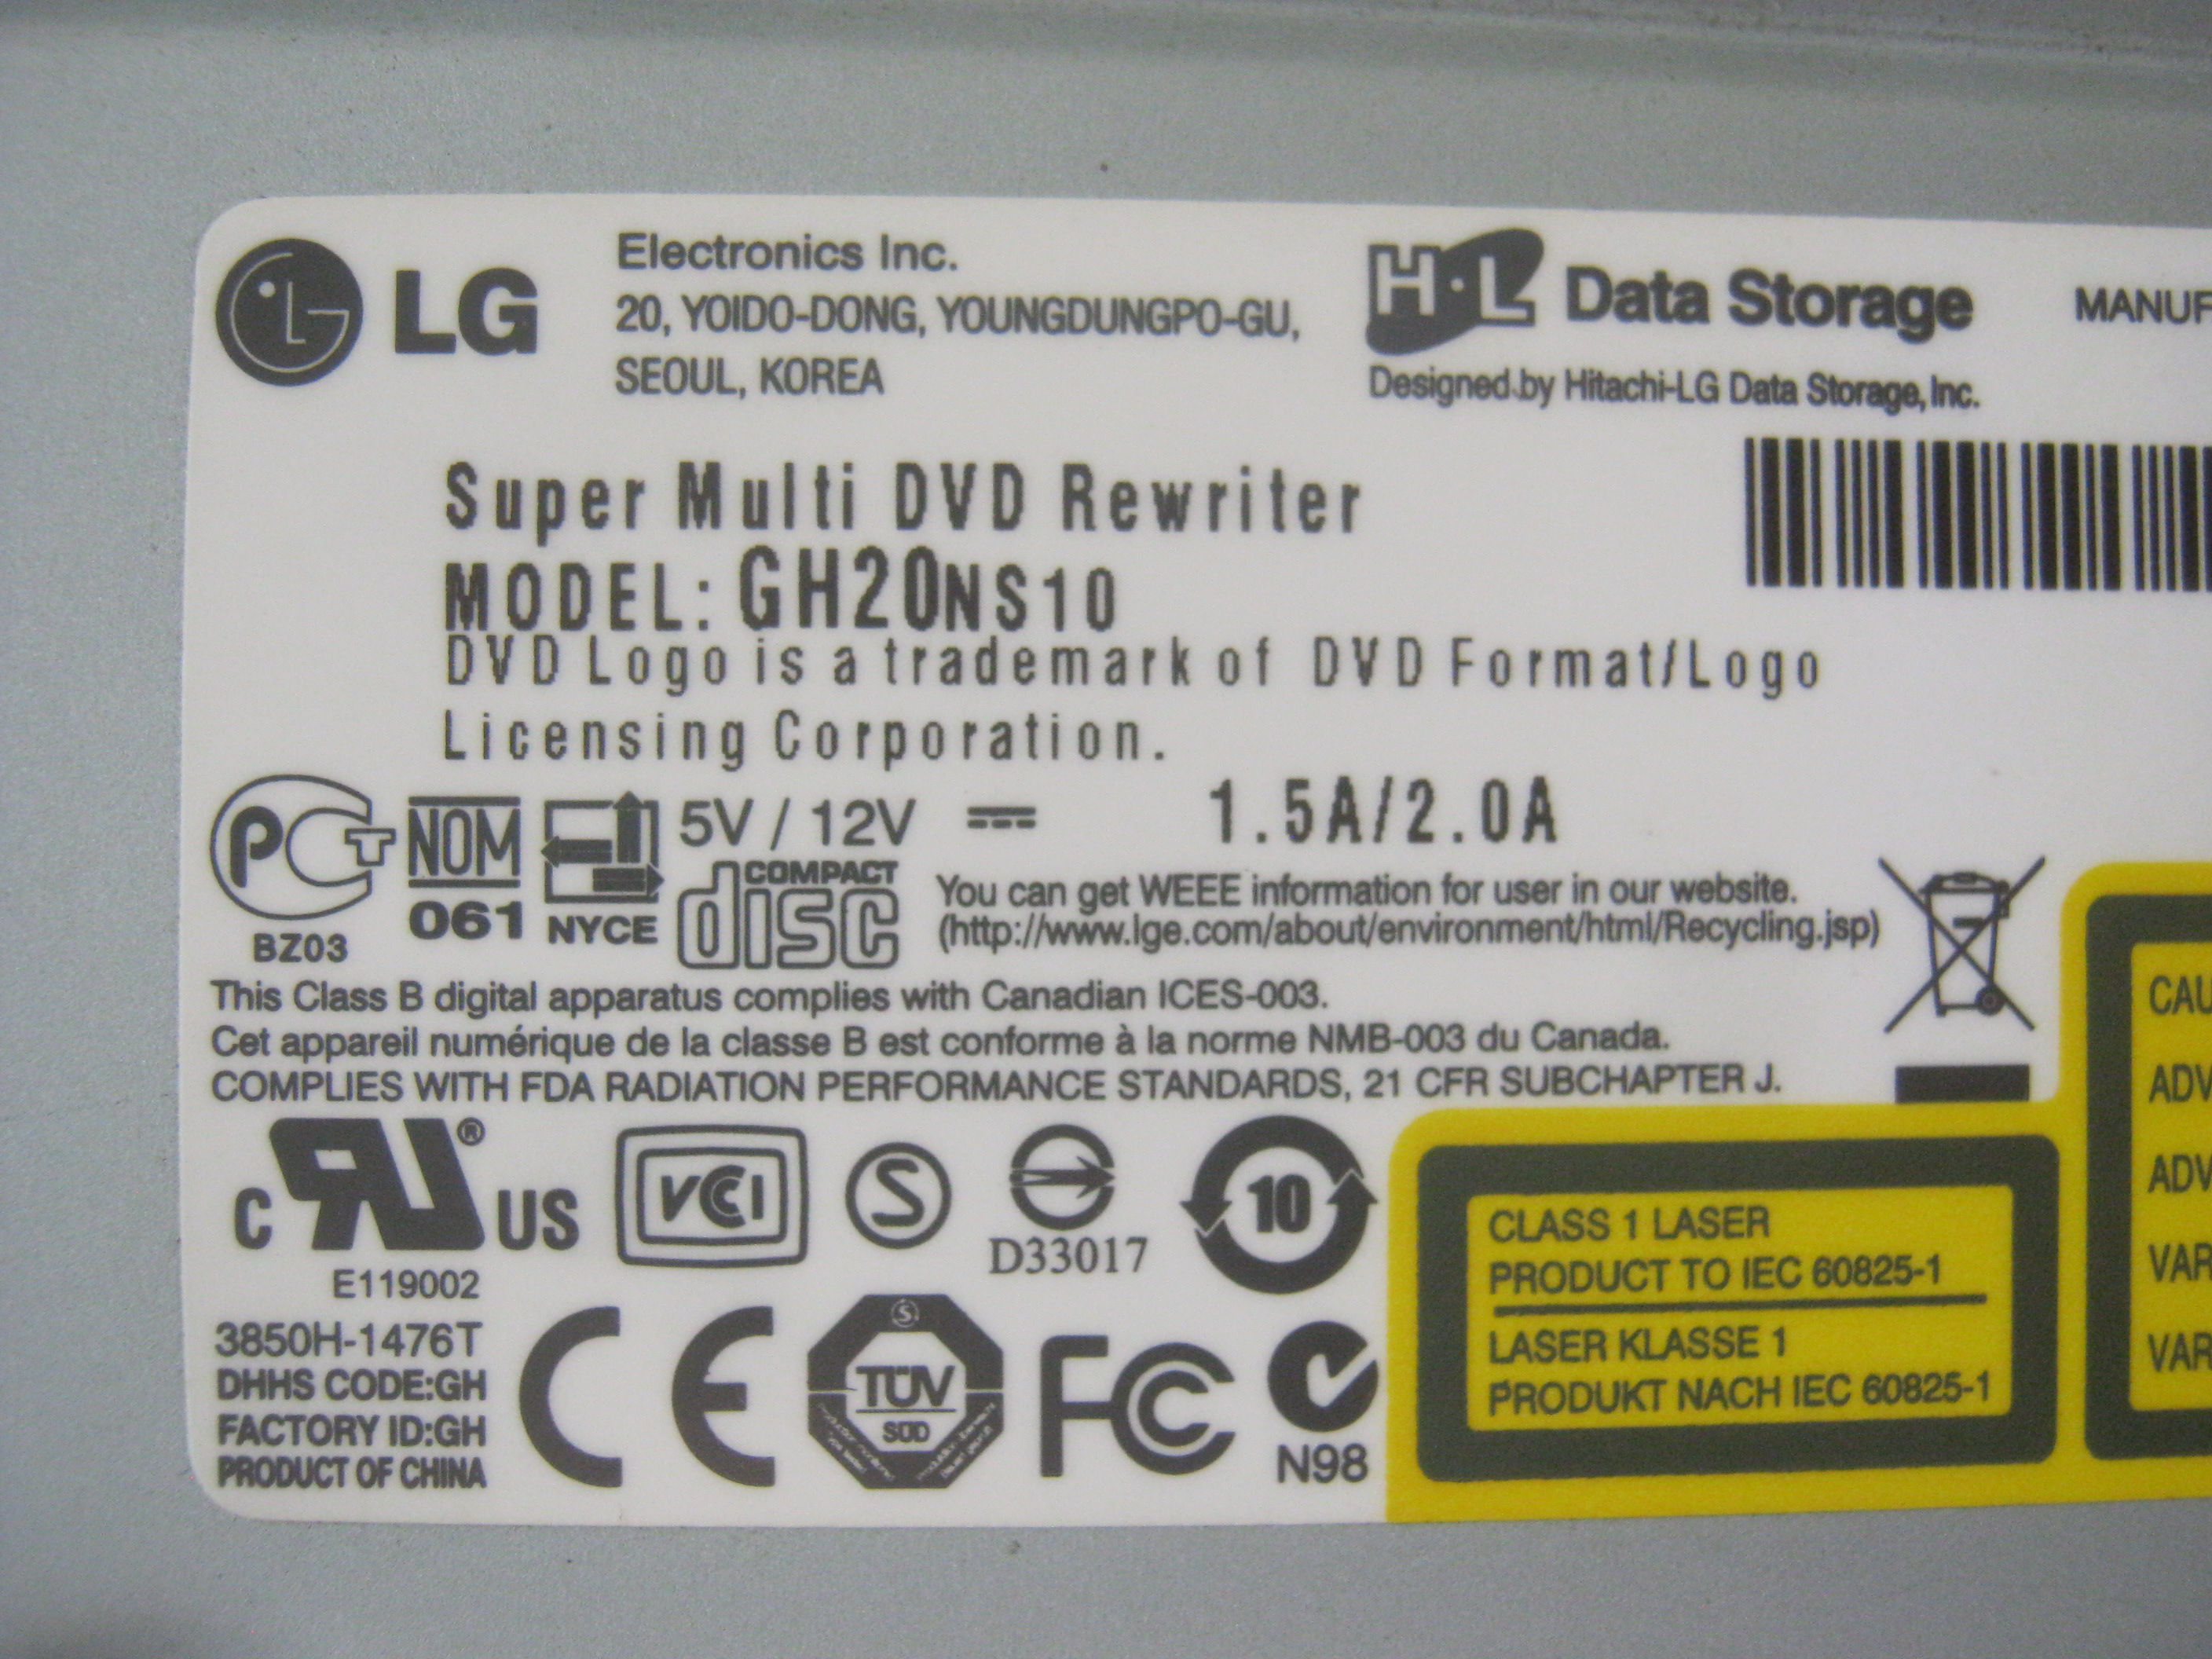 LG
Electronics Inc.
20, YOIDO-DONG, YOUNGDUNGPO-GU,
SEOUL, KOREA
H·L Data Storage
Designed by Hitachi-LG Data Storage, Inc.
MANUF
Super Multi DVD Rewriter
MODEL: GH20NS10
DVD Logo is a trademark of DVD Format/Logo
Licensing Corporation.
PCT
BZ03
NOM
061
NYCE
5V / 12V 1.5A/2.0A
COMPACT
disc
You can get WEEE information for user in our website.
(http://www.lge.com/about/environment/html/Recycling.jsp)
This Class B digital apparatus complies with Canadian ICES-003.
Cet appareil numérique de la classe B est conforme à la norme NMB-003 du Canada.
COMPLIES WITH FDA RADIATION PERFORMANCE STANDARDS, 21 CFR SUBCHAPTER J.
C RU® US
E119002
VCCI
S
D33017
10
3850H-1476T
DHHS CODE:GH
FACTORY ID:GH
PRODUCT OF CHINA
CE
S
TÜV
SÜD
FC
N98
CLASS 1 LASER
PRODUCT TO IEC 60825-1
LASER KLASSE 1
PRODUKT NACH IEC 60825-1
CAU
ADV
ADV
VAR
VAR